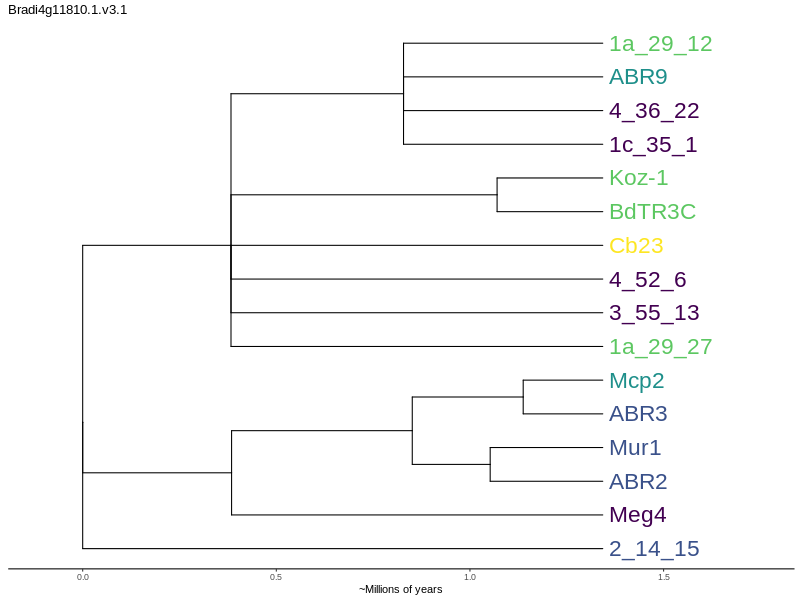 Bradi4g11810.1.v3.1
1a_29_12
ABR9
4_36_22
1c_35_1
Koz-1
BdTR3C
Cb23
4_52_6
3_55_13
1a_29_27
Mcp2
ABR3
Mur1
ABR2
Meg4
2_14_15
0.0 0.5 1.0 1.5
~Millions of years